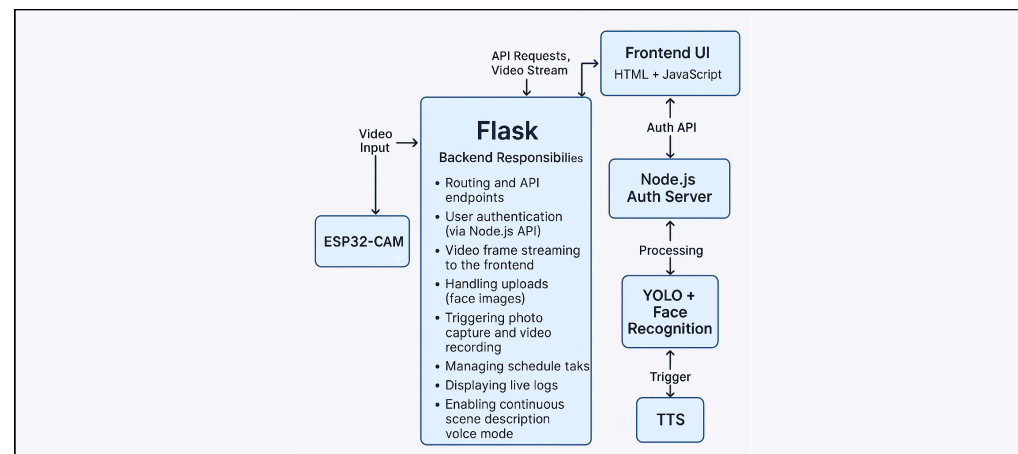 API Requests,
Video Stream
Frontend UI
HTML + JavaScript
Video
Input
ESP32-CAM
Flask
Backend Responsibilies
• Routing and API
endpoints
• User authentication
(via Node.js API)
• Video frame streaming
to the frontend
• Handling uploads
(face images)
• Triggering photo
capture and video
recording
• Managing schedule taks
• Displaying live logs
• Enabling continuous
scene description
volce mode
Auth API
Node.js
Auth Server
Processing
YOLO +
Face
Recognition
Trigger
TTS